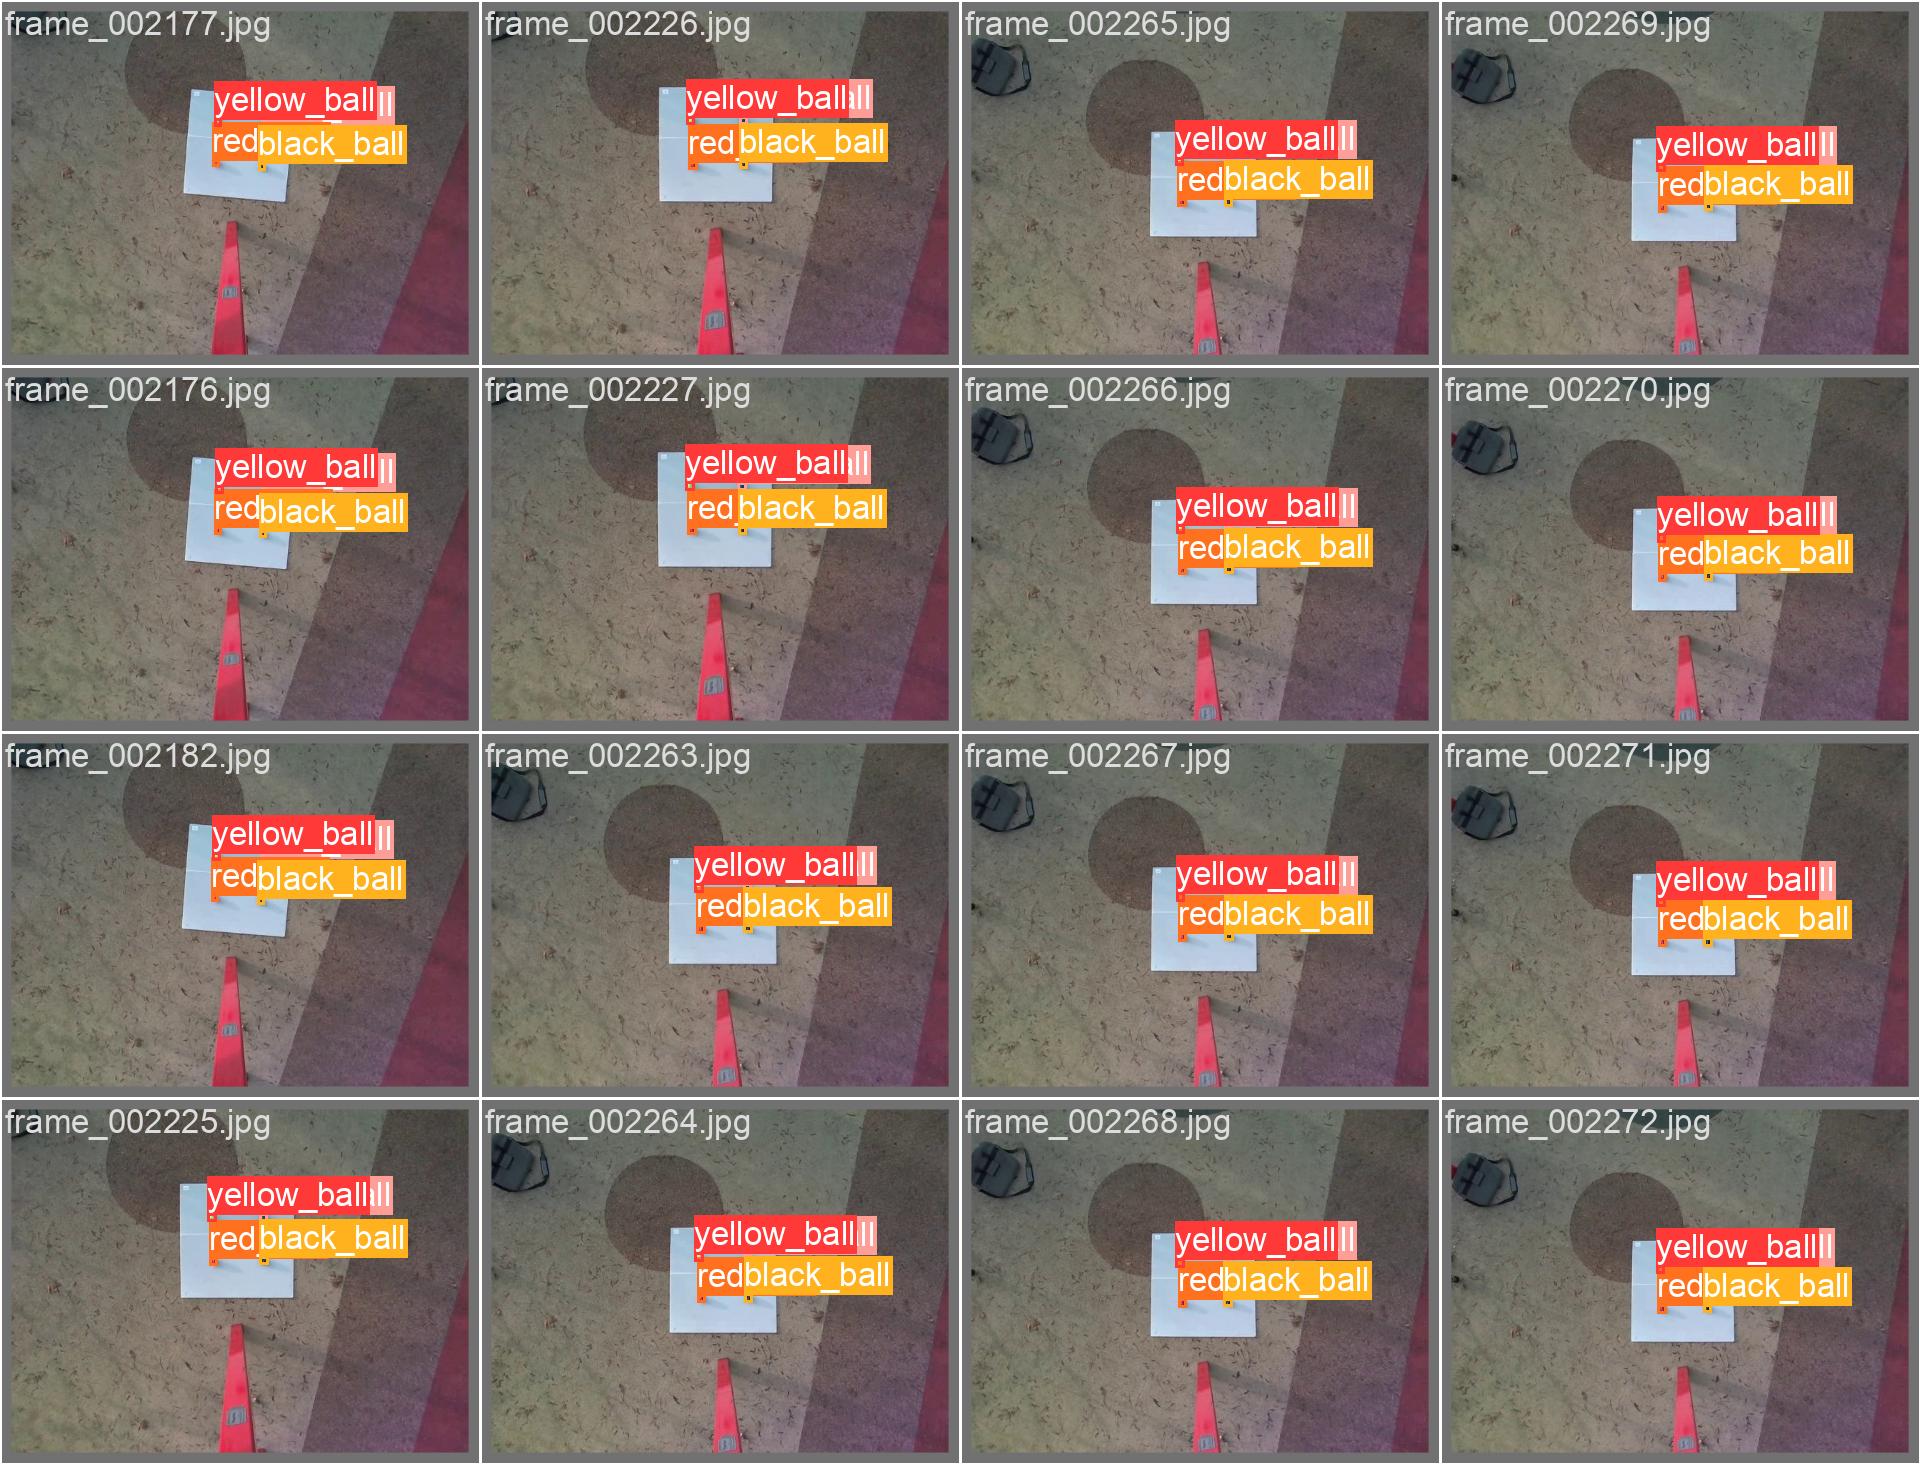 frame_002177.jpg
yellow_ball
red black_ball
frame_002226.jpg
yellow_ball
red black_ball
frame_002265.jpg
yellow_ball
red black_ball
frame_002269.jpg
yellow_ball
red black_ball
frame_002176.jpg
yellow_ball
red black_ball
frame_002227.jpg
yellow_ball
red black_ball
frame_002266.jpg
yellow_ball
red black_ball
frame_002270.jpg
yellow_ball
red black_ball
frame_002182.jpg
yellow_ball
red black_ball
frame_002263.jpg
yellow_ball
red black_ball
frame_002267.jpg
yellow_ball
red black_ball
frame_002271.jpg
yellow_ball
red black_ball
frame_002225.jpg
yellow_ball
red black_ball
frame_002264.jpg
yellow_ball
red black_ball
frame_002268.jpg
yellow_ball
red black_ball
frame_002272.jpg
yellow_ball
red black_ball